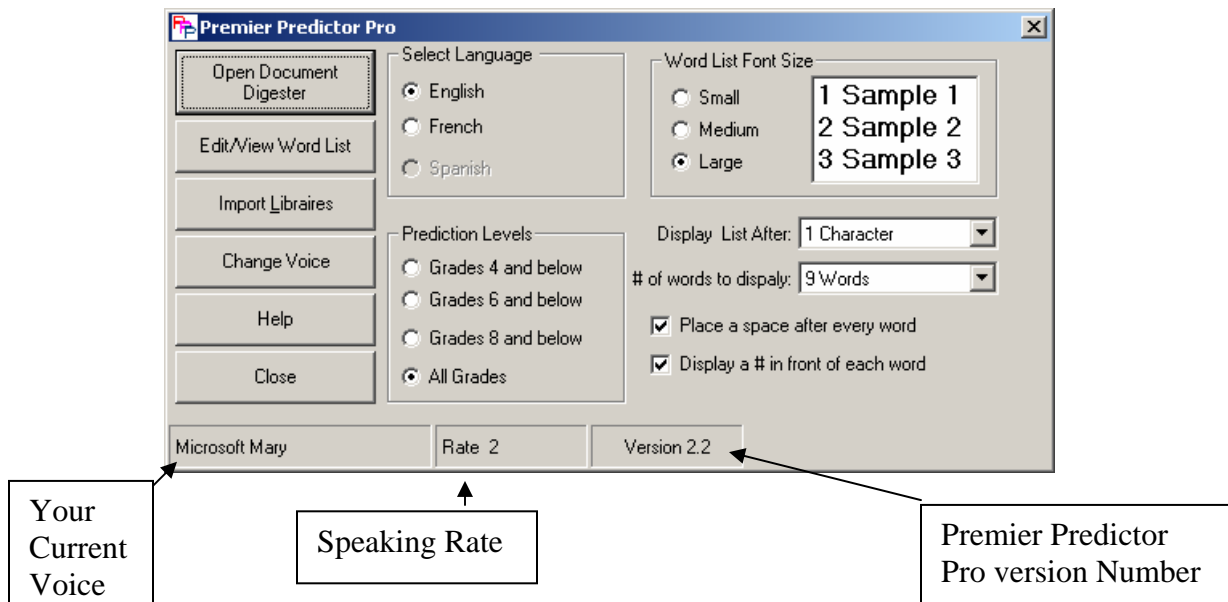 Premier Predictor Pro
Open Document
Digester
Edit/View Word List
Import Libraires
Change Voice
Help
Close
Select Language
English
French
Spanish
Prediction Levels
Grades 4 and below
Grades 6 and below
Grades 8 and below
All Grades
Word List Font Size
Small
Medium
Large
1 Sample 1
2 Sample 2
3 Sample 3
Display List After: 1 Character
# of words to dispaly: 9 Words
Place a space after every word
Display a # in front of each word
Microsoft Mary
Rate 2
Version 2.2
Your
Current
Voice
Speaking Rate
Premier Predictor
Pro version Number